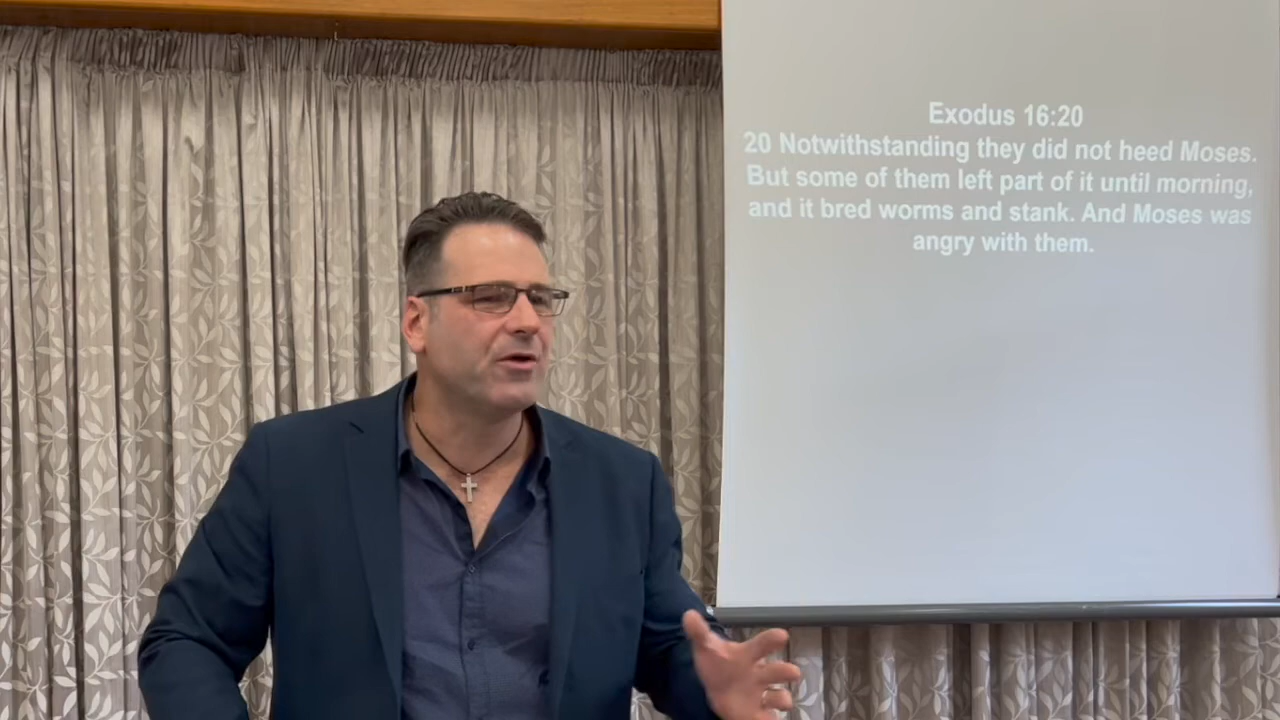 Exodus 16:20
20 Notwithstanding they did not heed Moses.
But some of them left part of it until morning,
and it bred worms and stank. And Moses was
angry with them.